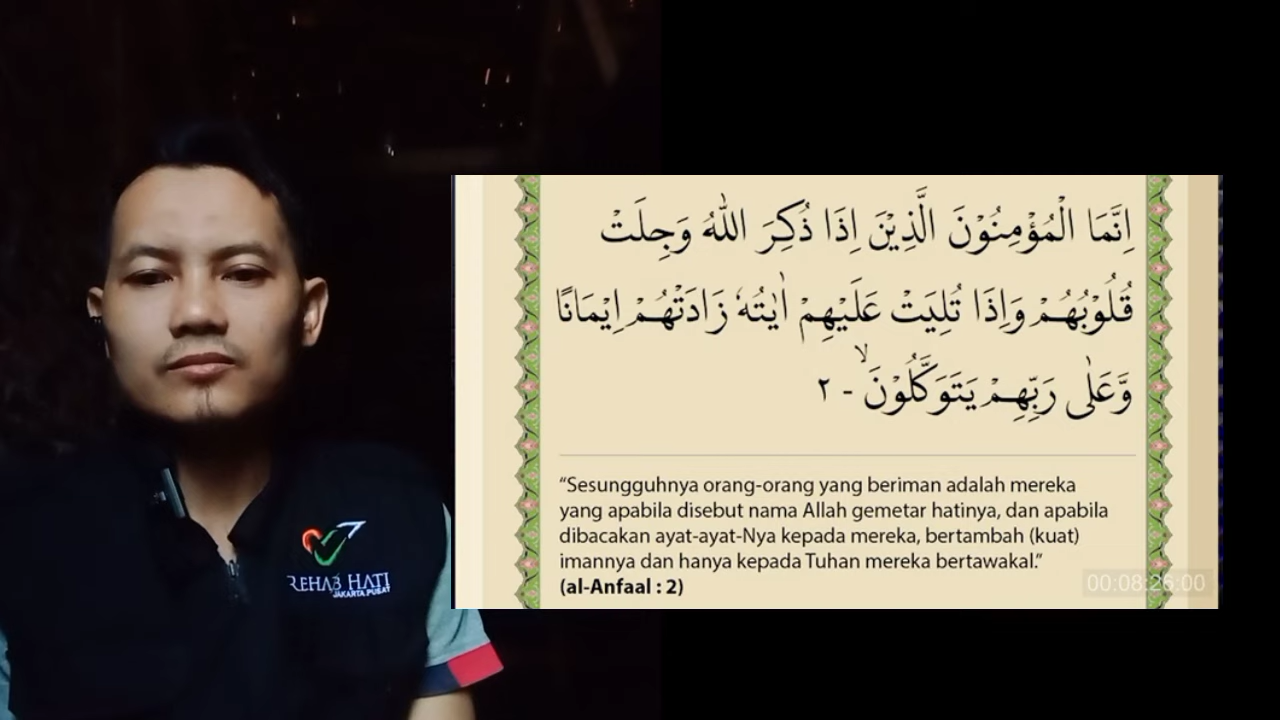 اِنَّمَا الْمُؤْمِنُوْنَ الَّذِيْنَ اِذَا ذُكِرَ اللّٰهُ وَجِلَتْ
قُلُوْبُهُمْ وَاِذَا تُلِيَتْ عَلَيْهِمْ اٰيٰتُهٗ زَادَتْهُمْ اِيْمَانًا
وَّعَلٰى رَبِّهِمْ يَتَوَكَّلُوْنَۙ - ٢
“Sesungguhnya orang-orang yang beriman adalah mereka
yang apabila disebut nama Allah gemetar hatinya, dan apabila
dibacakan ayat-ayat-Nya kepada mereka, bertambah (kuat)
imannya dan hanya kepada Tuhan mereka bertawakal.”
(al-Anfaal : 2)
00:08:26:00
REHAB HATI
JAKARTA PUSAT